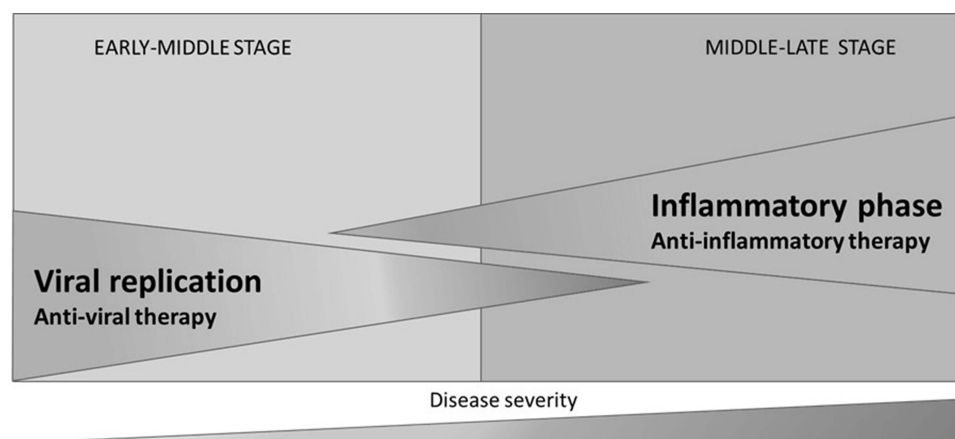 EARLY-MIDDLE STAGE
MIDDLE-LATE STAGE
Inflammatory phase
Anti-inflammatory therapy
Viral replication
Anti-viral therapy
Disease severity